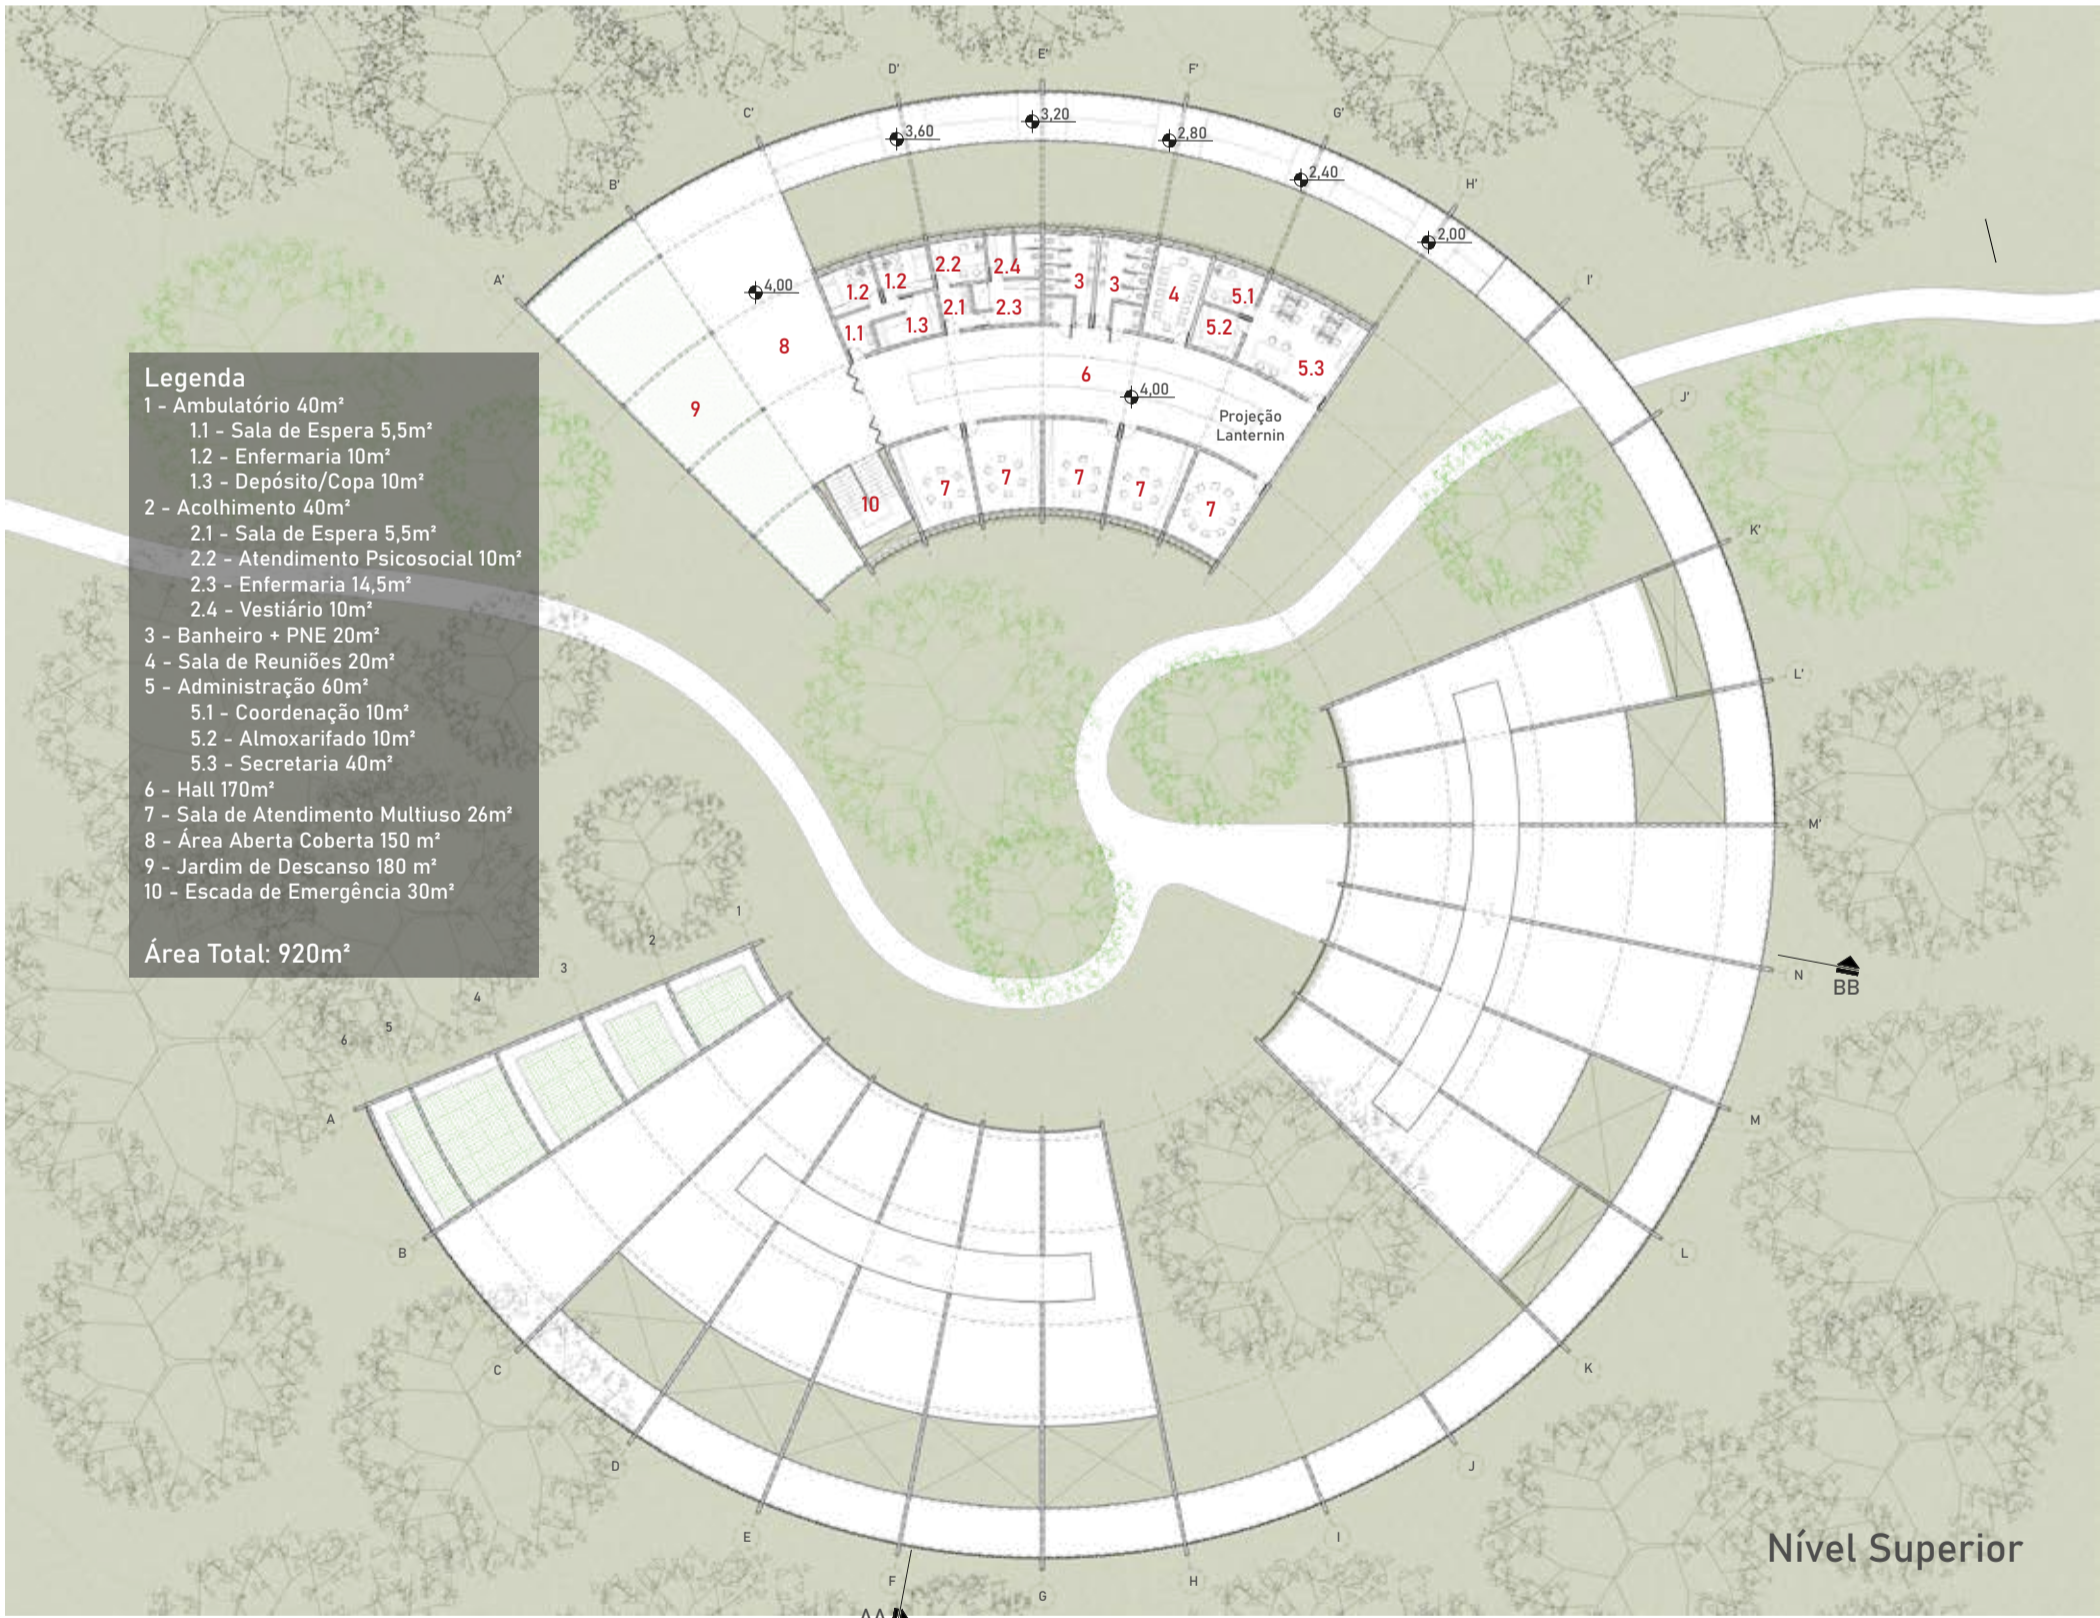 E'
D'
F'
C'
G'
3,20
3,60
2,80
2,40
B'
H'
2,00
A'
I'
4,00
2.2
2.4
1.2
1.2
3
3
4
5.1
2.1
2.3
1.3
1.1
5.2
8
5.3
6
4,00
J'
9
Projeção
Lanternin
7
7
7
7
7
10
K'
L'
M'
Legenda
1 - Ambulatório 40m²
1.1 - Sala de Espera 5,5m²
1.2 - Enfermaria 10m²
1.3 - Depósito/Copa 10m²
2 - Acolhimento 40m²
2.1 - Sala de Espera 5,5m²
2.2 - Atendimento Psicosocial 10m²
2.3 - Enfermaria 14,5m²
2.4 - Vestiário 10m²
3 - Banheiro + PNE 20m²
4 - Sala de Reuniões 20m²
5 - Administração 60m²
5.1 - Coordenação 10m²
5.2 - Almoxarifado 10m²
5.3 - Secretaria 40m²
6 - Hall 170m²
7 - Sala de Atendimento Multiuso 26m²
8 - Área Aberta Coberta 150 m²
9 - Jardim de Descanso 180 m²
10 - Escada de Emergência 30m²
Área Total: 920m²
1
2
3
4
5
6
N
BB
A
M
B
L
C
K
D
J
E
I
F
G
H
AA
Nível Superior